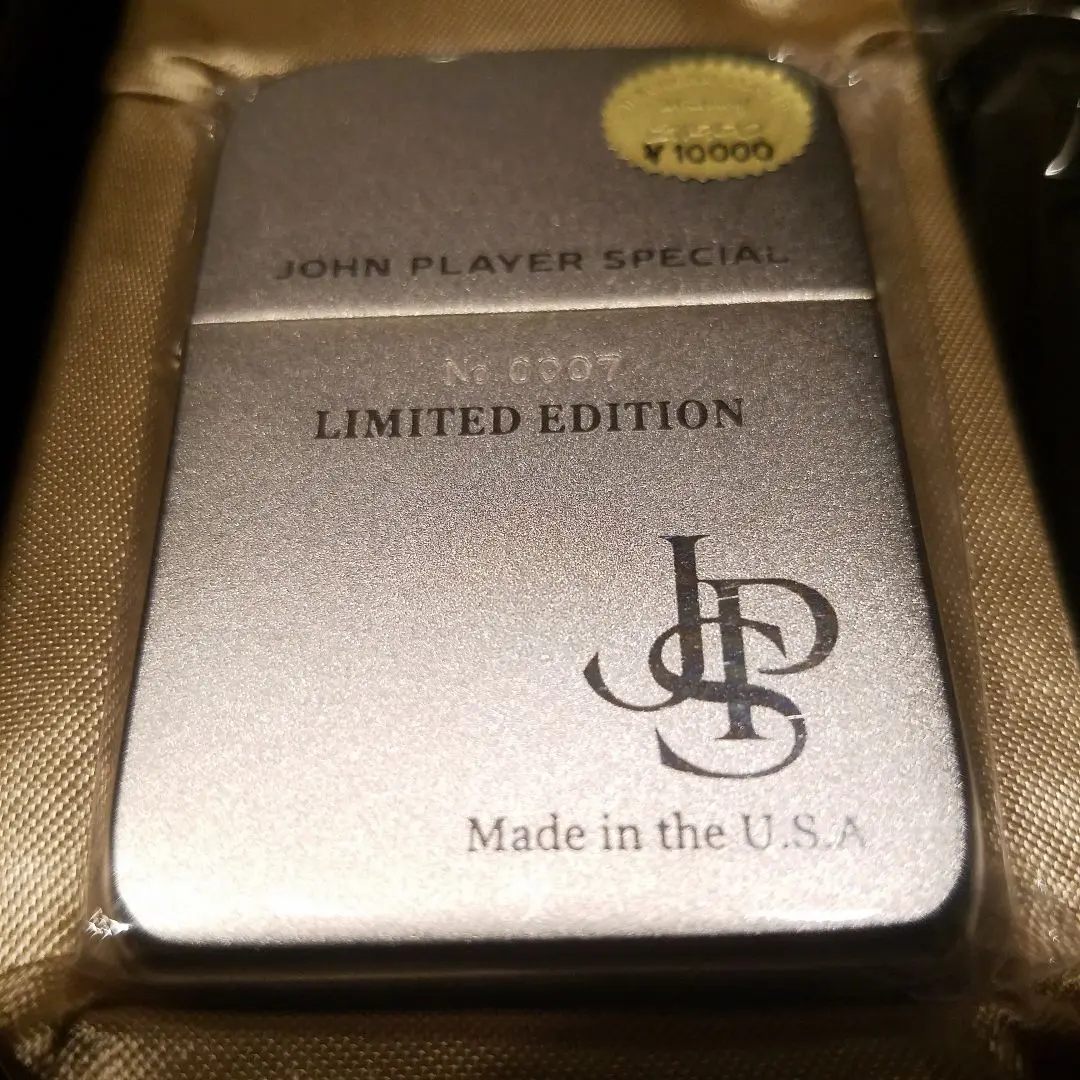 ¥10000
JOHN PLAYER SPECIAL
No.0007
LIMITED EDITION
JPS
Made in the U.S.A